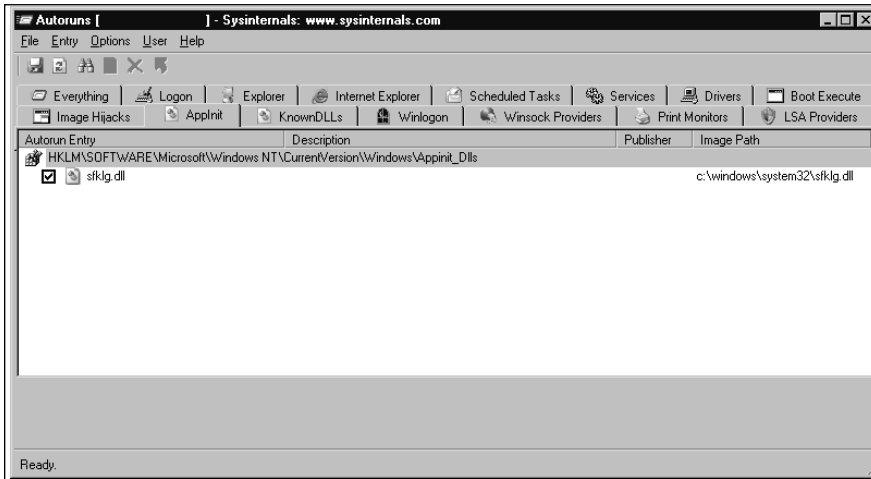 Autoruns [ ] - Sysinternals: www.sysinternals.com
File Entry Options User Help
Everything Logon Explorer Internet Explorer Scheduled Tasks Services Drivers Boot Execute
Image Hijacks AppInit KnownDLLs Winlogon Winsock Providers Print Monitors LSA Providers
Autorun Entry Description Publisher Image Path
HKLM\SOFTWARE\Microsoft\Windows NT\CurrentVersion\Windows\Appinit_Dlls
sfklg.dll c:\windows\system32\sfklg.dll
Ready.